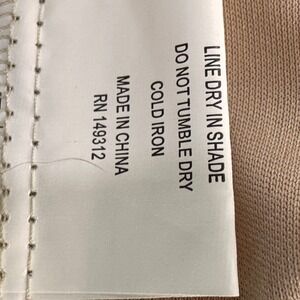 LINE DRY IN SHADE
DO NOT TUMBLE DRY
COLD IRON
MADE IN CHINA
RN 149312